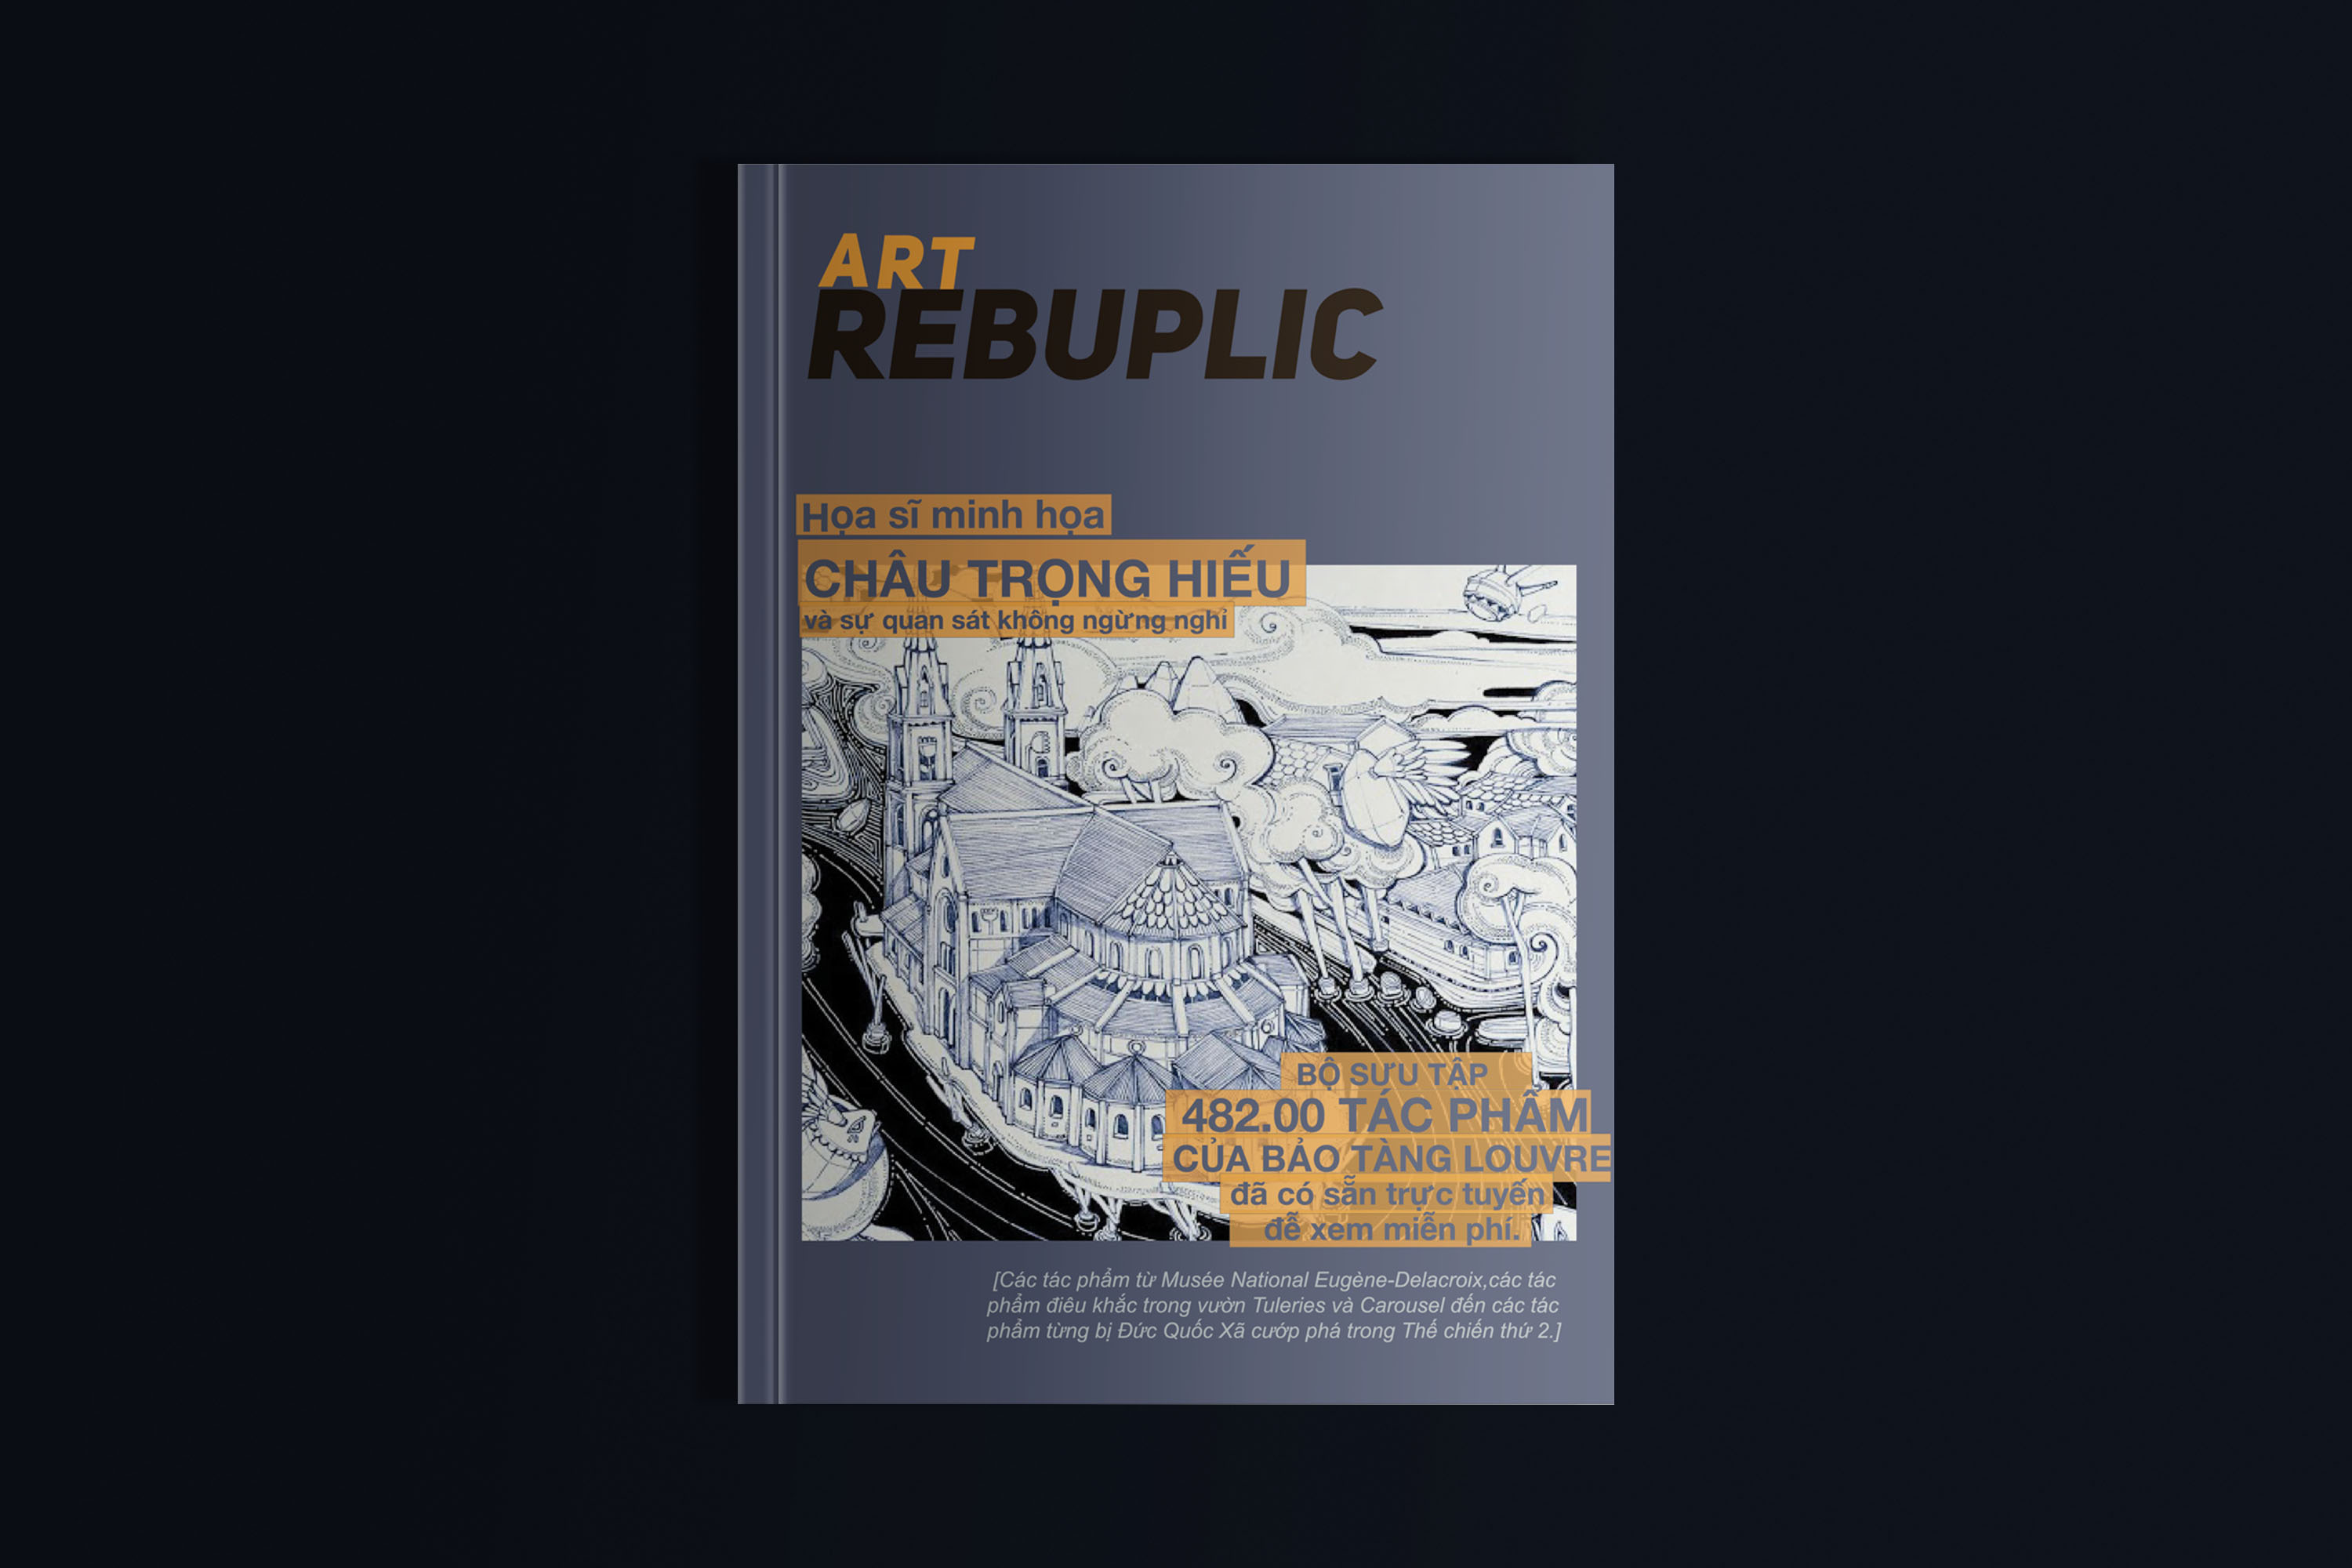 ART
REBUPLIC
Họa sĩ minh họa
CHÂU TRỌNG HIẾU
và sự quan sát không ngừng nghỉ
BỘ SƯU TẬP
482.00 TÁC PHẨM
CỦA BẢO TÀNG LOUVRE
đã có sẵn trực tuyến
để xem miễn phí.
[Các tác phẩm từ Musée National Eugène-Delacroix,các tác
phẩm điêu khắc trong vườn Tuleries và Carousel đến các tác
phẩm từng bị Đức Quốc Xã cướp phá trong Thế chiến thứ 2.]